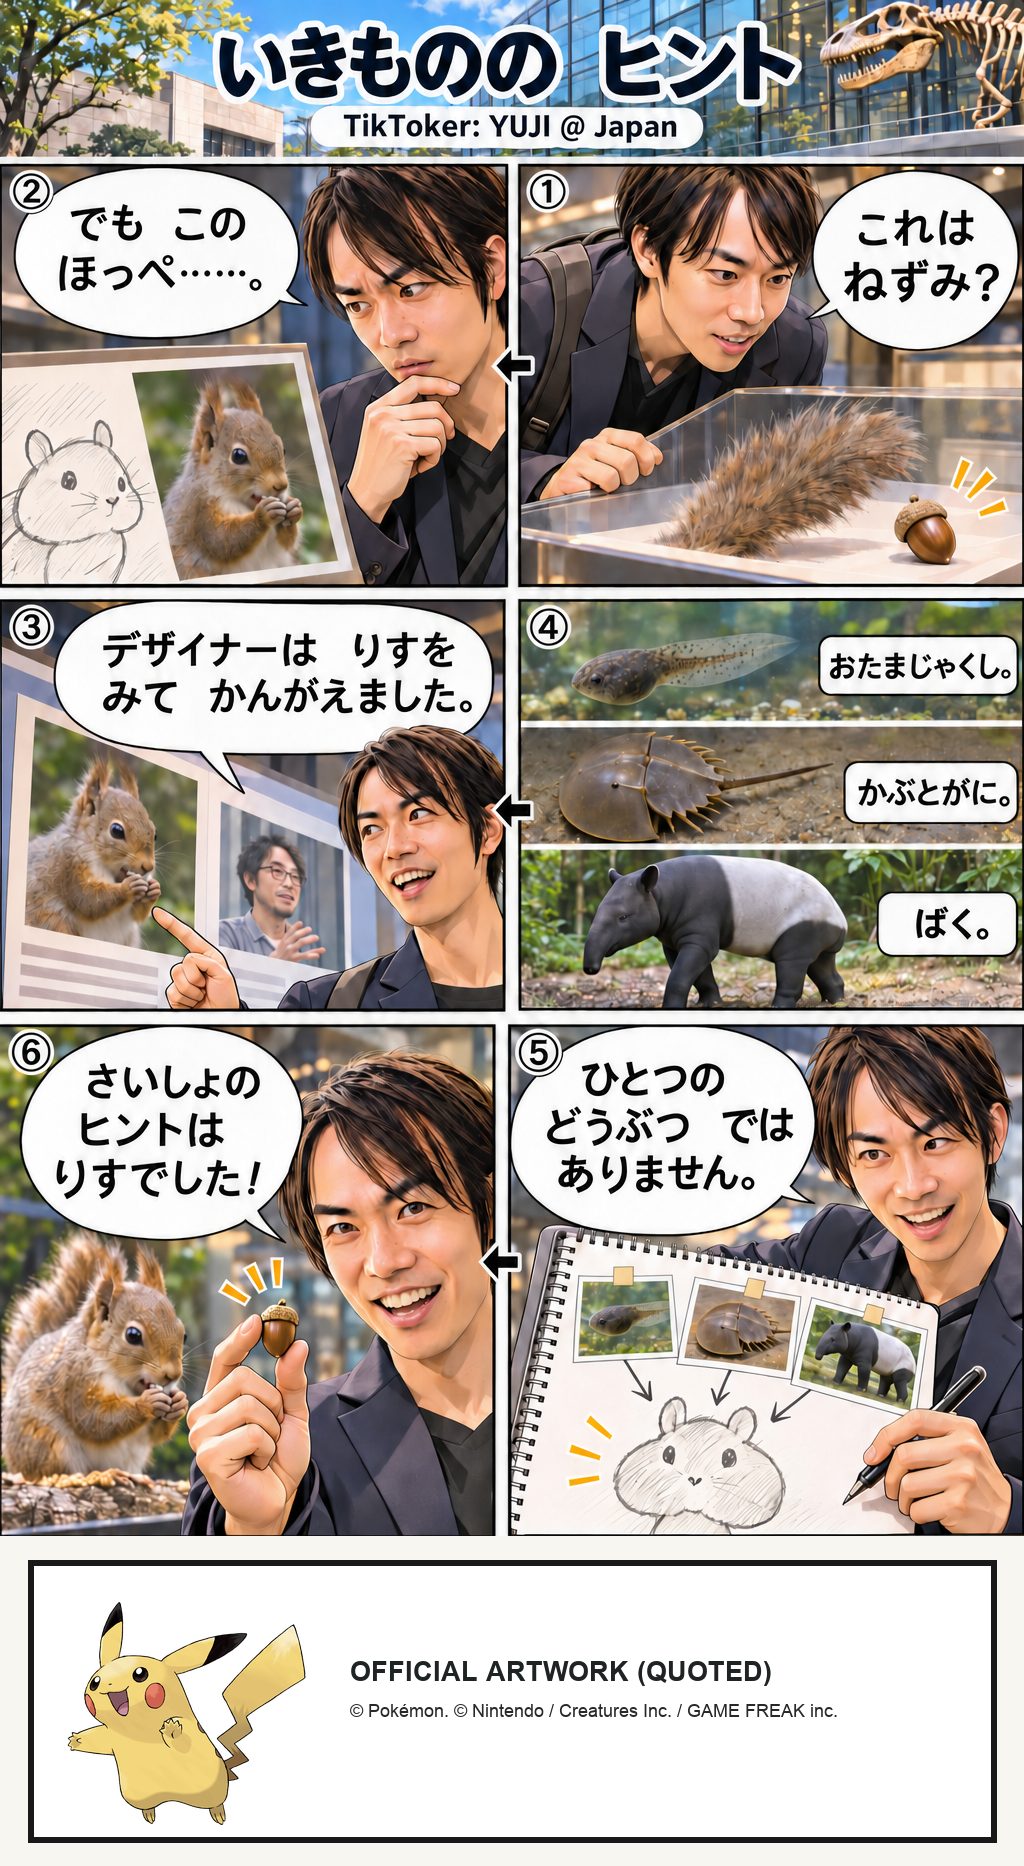 いきものの ヒント
TikToker: YUJI @ Japan
①
これは
ねずみ?
②
でも この
ほっぺ……。
③
デザイナーは りすを
みて かんがえました。
④
おたまじゃくし。
かぶとがに。
ばく。
⑤
ひとつの
どうぶつ では
ありません。
⑥
さいしょの
ヒントは
りすでした!
OFFICIAL ARTWORK (QUOTED)
© Pokémon. © Nintendo / Creatures Inc. / GAME FREAK inc.